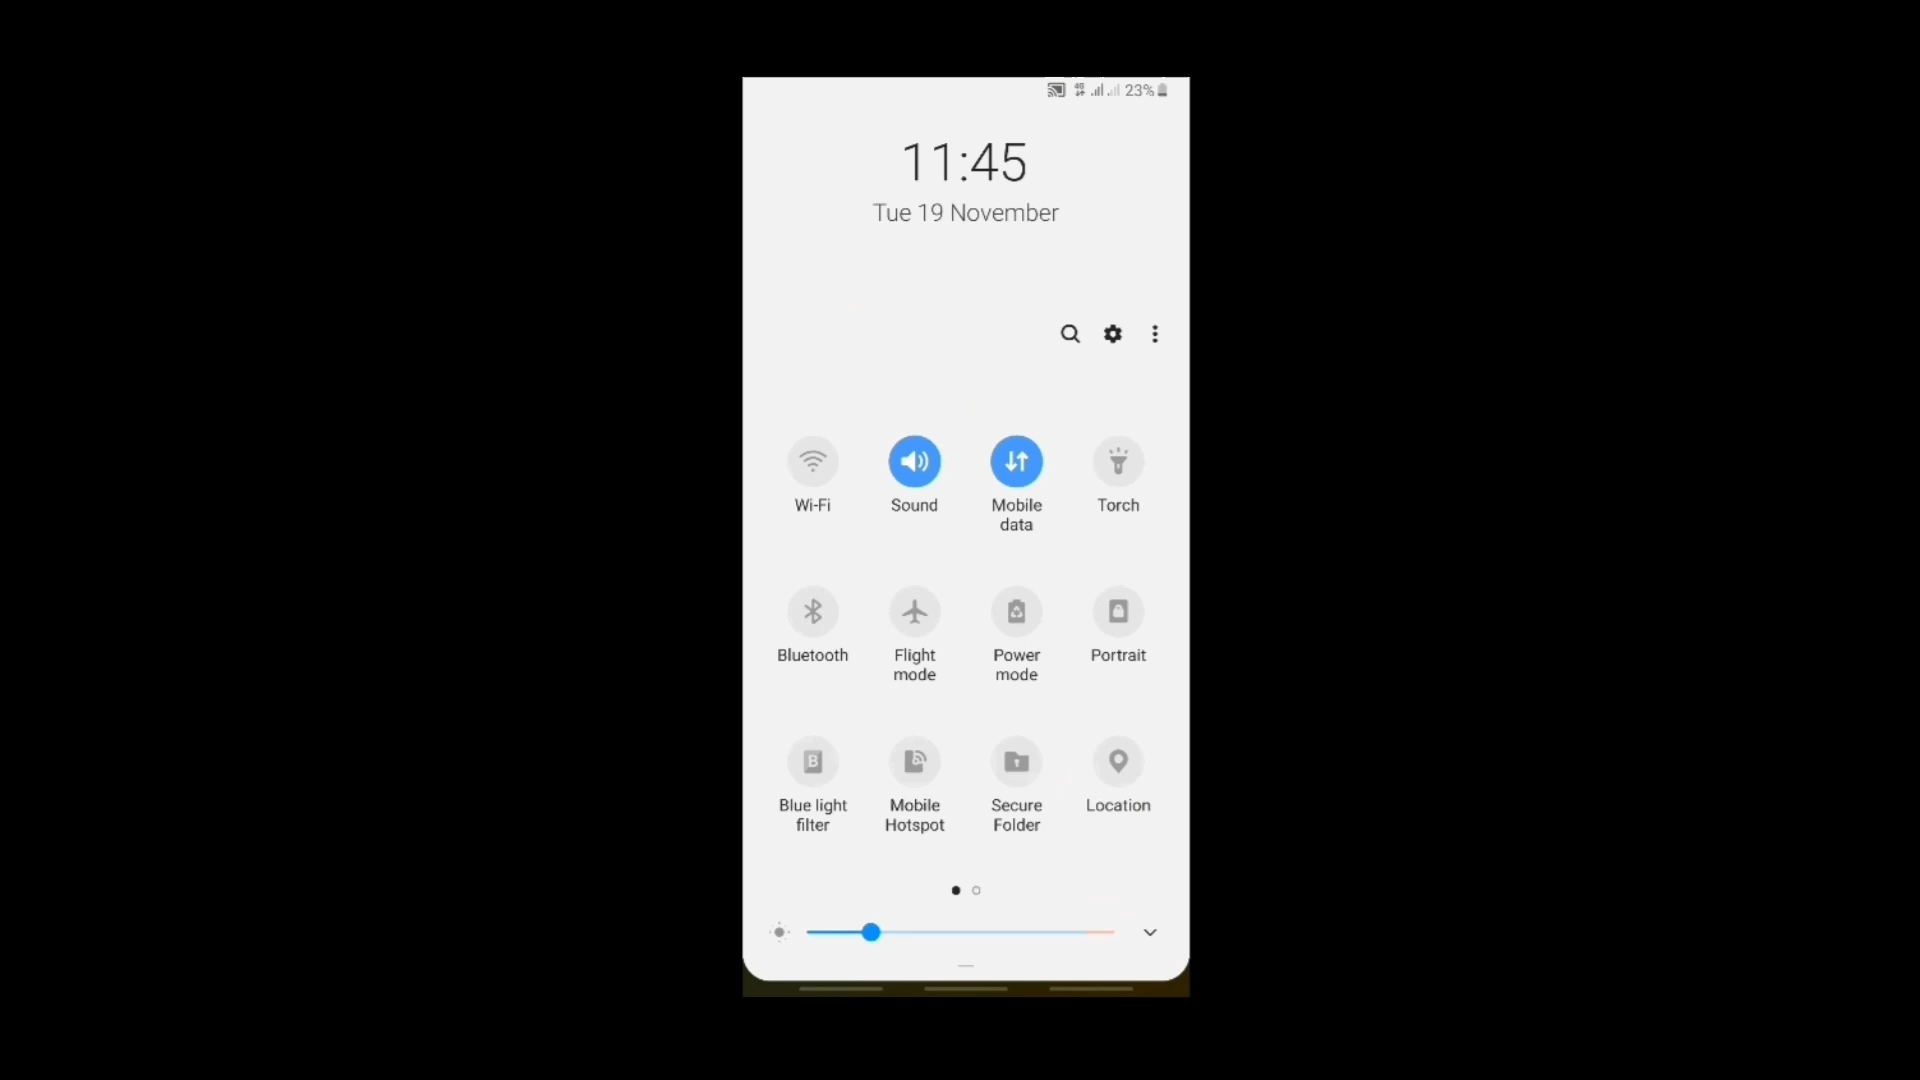 23%
11:45
Tue 19 November
Wi-Fi
Sound
Mobile
data
Torch
Bluetooth
Flight
mode
Power
mode
Portrait
Blue light
filter
Mobile
Hotspot
Secure
Folder
Location